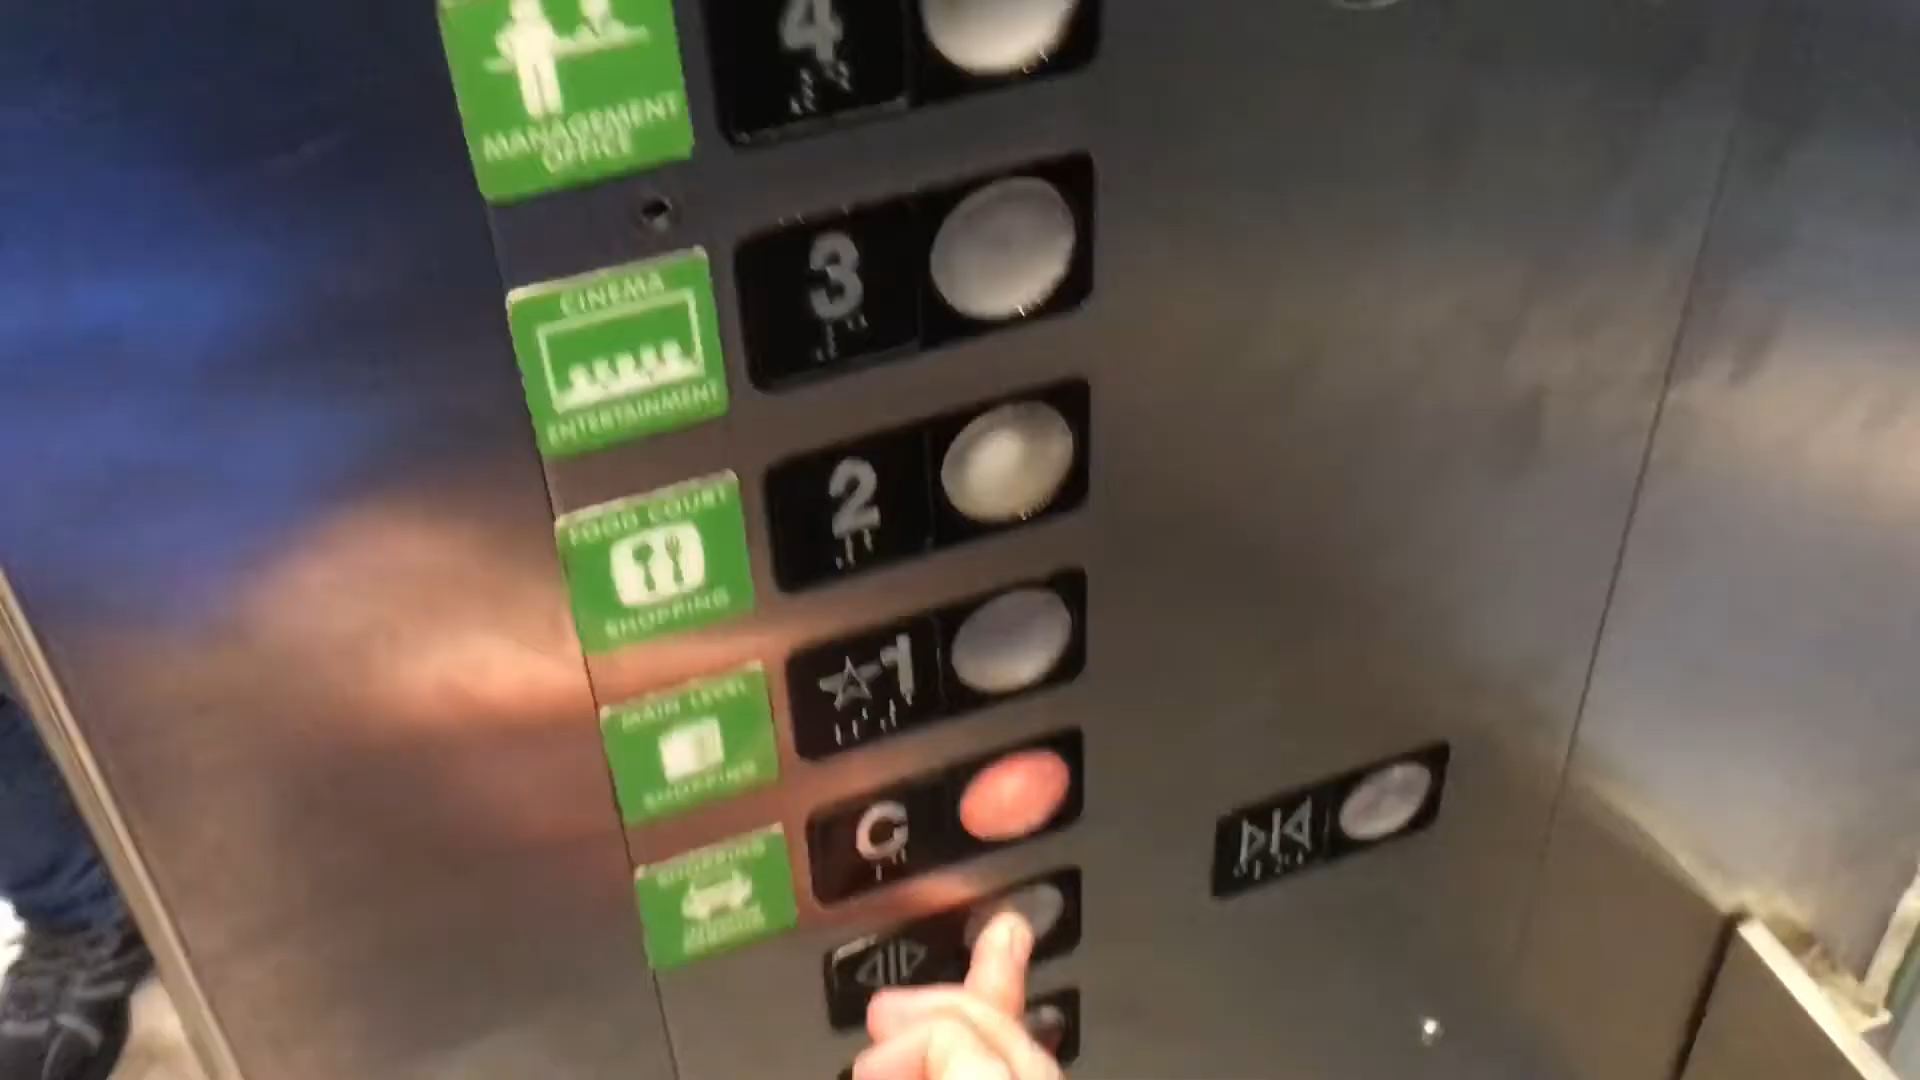 MANAGEMENT
OFFICE
4
CINEMA
ENTERTAINMENT
3
FOOD COURT
SHOPPING
2
MAIN LEVEL
SHOPPING
☆1
SHOPPING
C